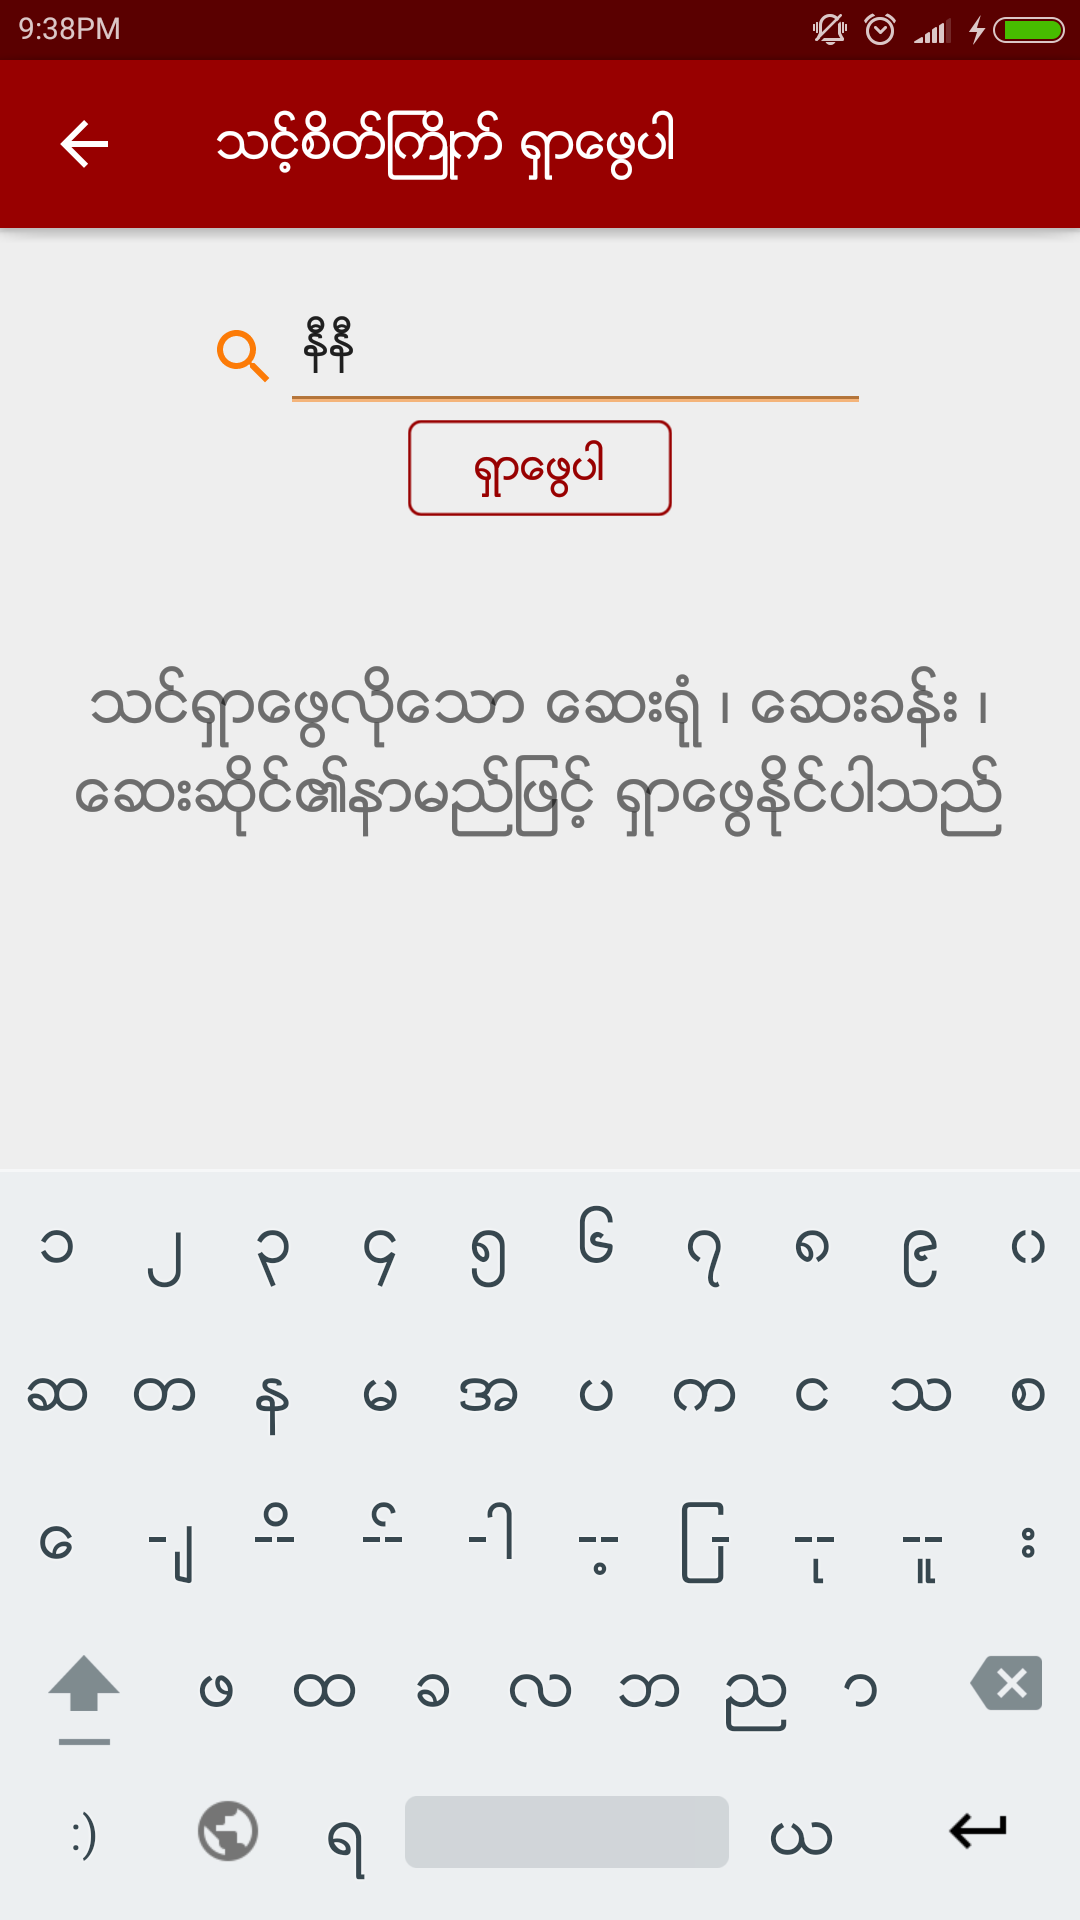 9:38PM
သင့်စိတ်ကြိုက် ရှာဖွေပါ
နီနီ
ရှာဖွေပါ
သင်ရှာဖွေလိုသော ဆေးရုံ ၊ ဆေးခန်း ၊
ဆေးဆိုင်၏နာမည်ဖြင့် ရှာဖွေနိုင်ပါသည်
၁ ၂ ၃ ၄ ၅ ၆ ၇ ၈ ၉ ၀
ဆ တ န မ အ ပ က င သ စ
ေ -ျ -ိ -် -ါ -့ ြ -ု -ူ း
ဖ ထ ခ လ ဘ ည ာ
:) ရ ယ